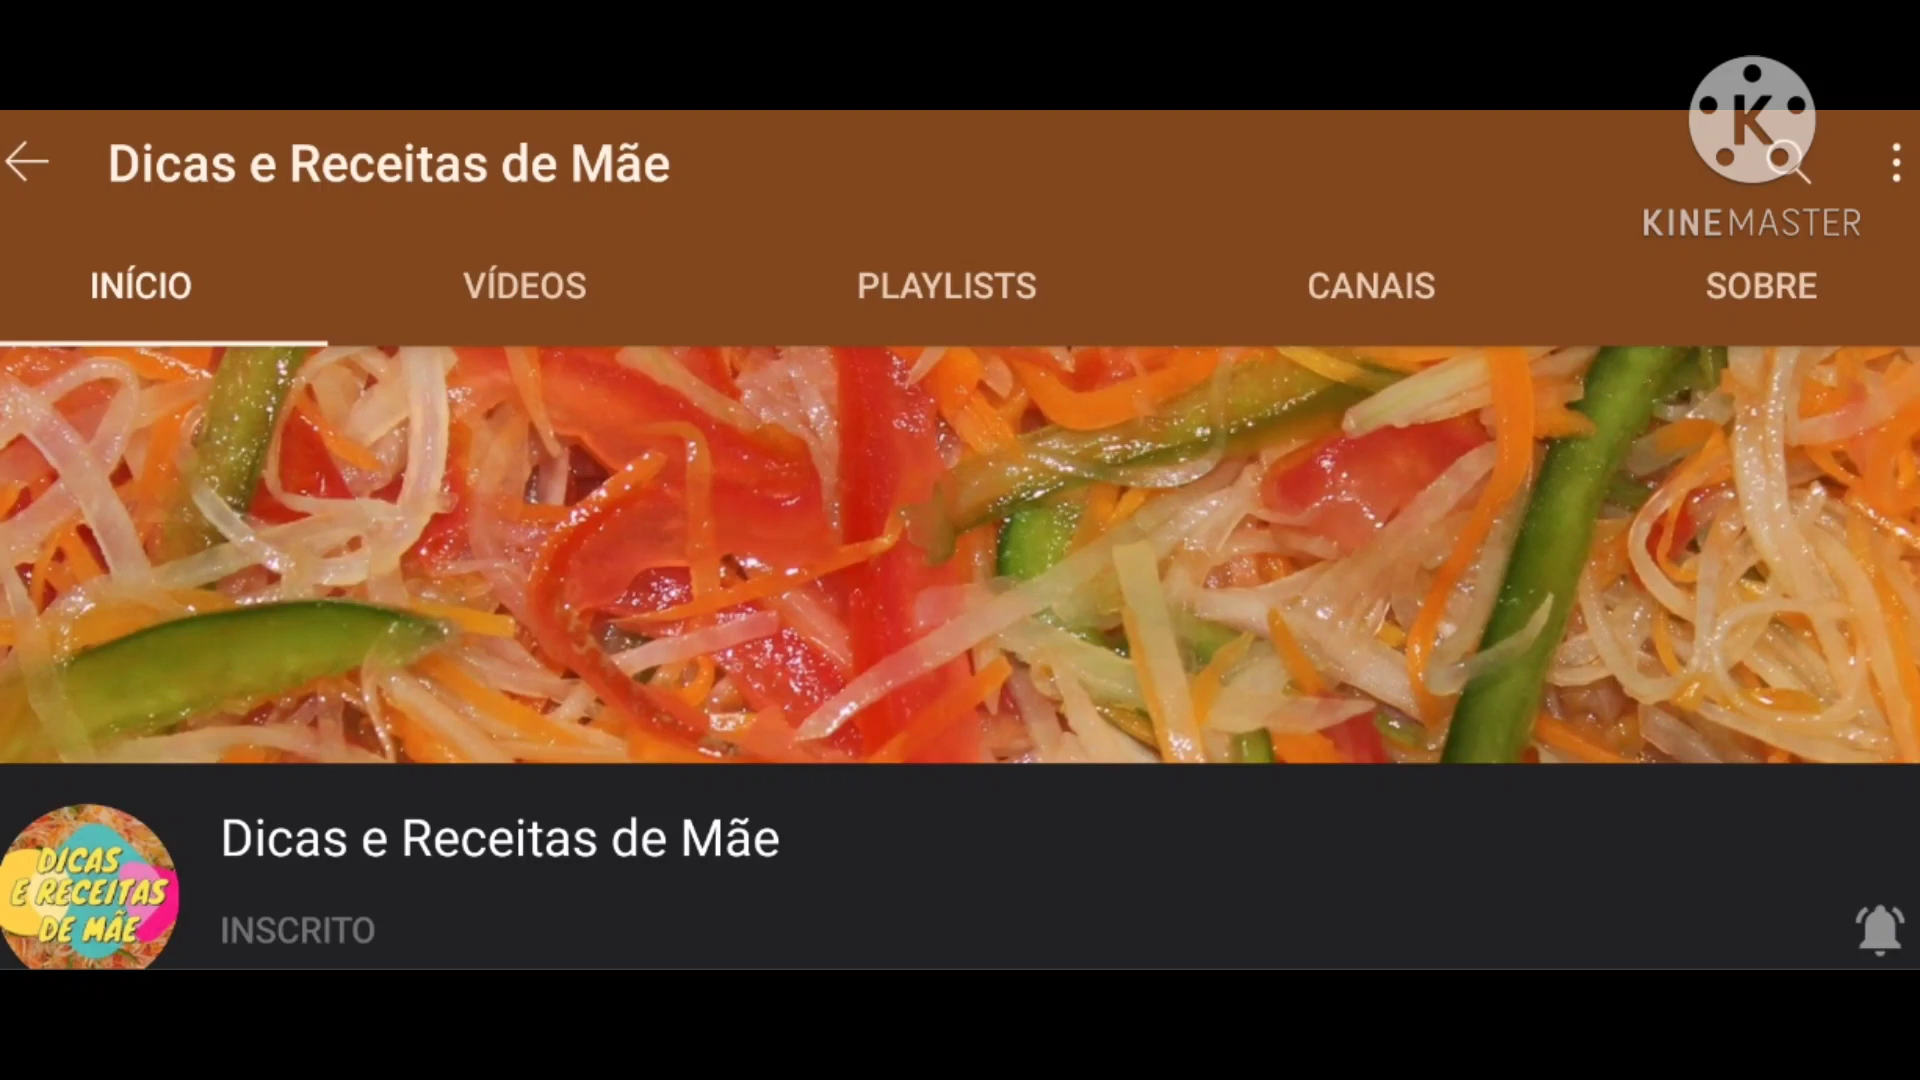 Dicas e Receitas de Mãe
K
KINEMASTER
INÍCIO VÍDEOS PLAYLISTS CANAIS SOBRE
Dicas e Receitas de Mãe
DICAS
E RECEITAS
DE MÃE
INSCRITO